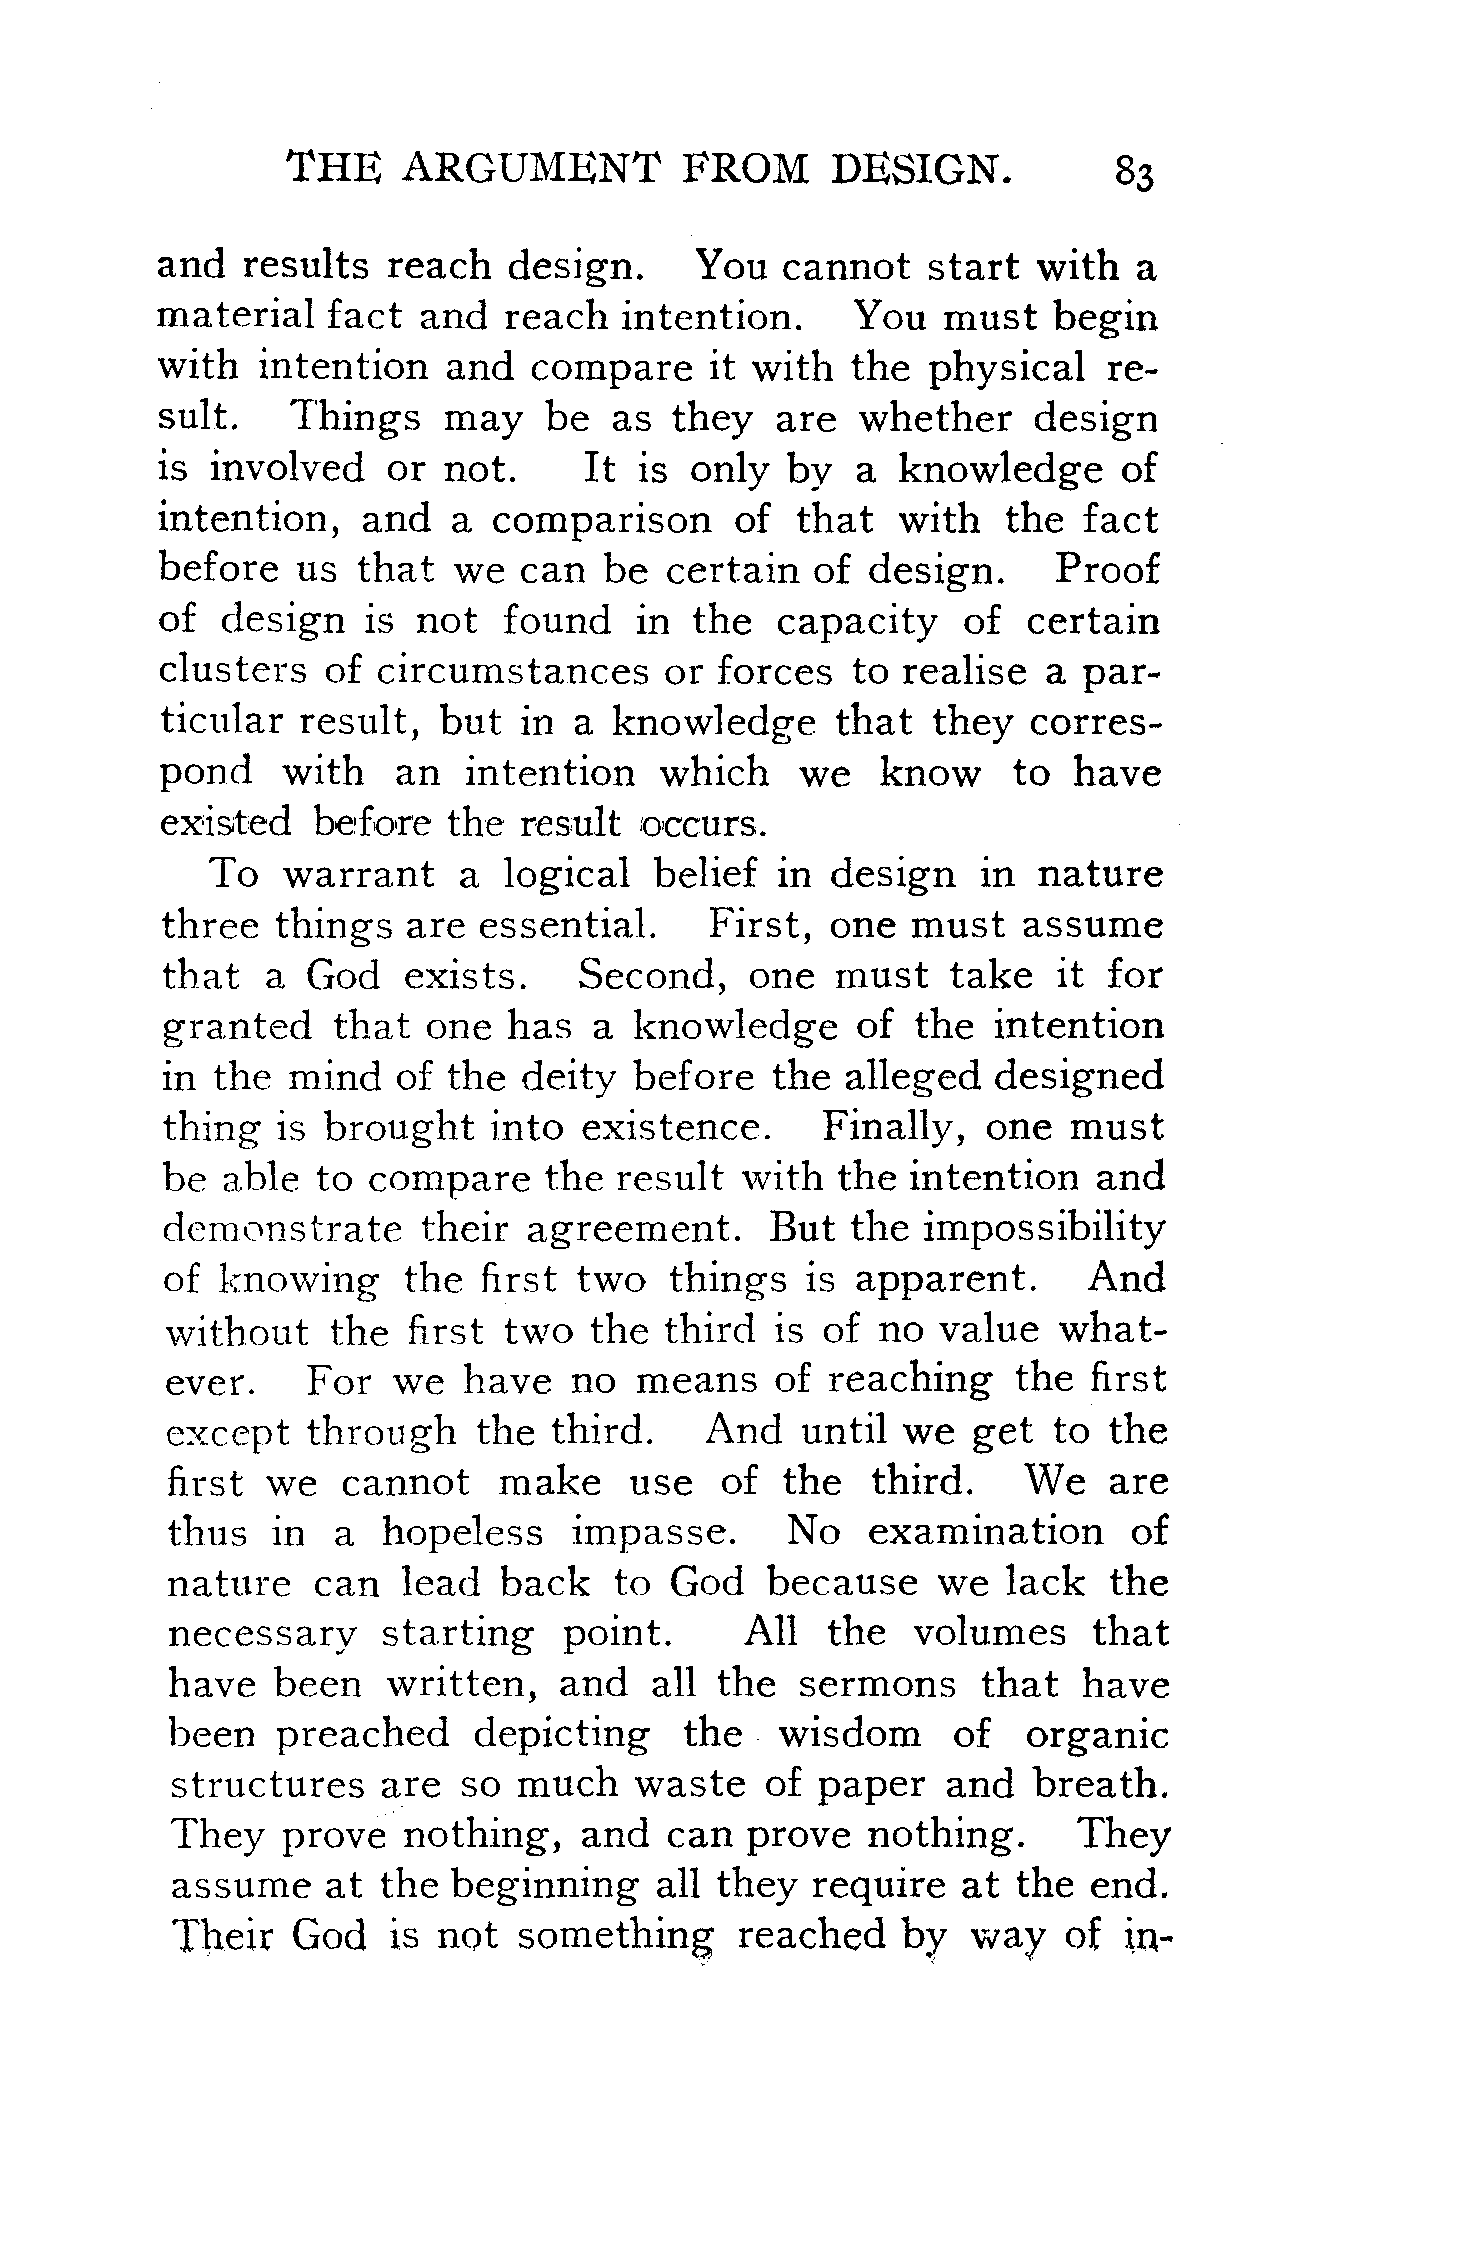 THE ARGUMENT FROM DESIGN. 83
and results reach design. You cannot start with a
material fact and reach intention. You must begin
with intention and compare it with the physical re-
sult. Things may be as they are whether design
is involved or not. It is only by a knowledge of
intention, and a comparison of that with the fact
before us that we can be certain of design. Proof
of design is not found in the capacity of certain
clusters of circumstances or forces to realise a par-
ticular result, but in a knowledge that they corres-
pond with an intention which we know to have
existed before the result occurs.
To warrant a logical belief in design in nature
three things are essential. First, one must assume
that a God exists. Second, one must take it for
granted that one has a knowledge of the intention
in the mind of the deity before the alleged designed
thing is brought into existence. Finally, one must
be able to compare the result with the intention and
demonstrate their agreement. But the impossibility
of knowing the first two things is apparent. And
without the first two the third is of no value what-
ever. For we have no means of reaching the first
except through the third. And until we get to the
first we cannot make use of the third. We are
thus in a hopeless impasse. No examination of
nature can lead back to God because we lack the
necessary starting point. All the volumes that
have been written, and all the sermons that have
been preached depicting the wisdom of organic
structures are so much waste of paper and breath.
They prove nothing, and can prove nothing. They
assume at the beginning all they require at the end.
Their God is not something reached by way of in-